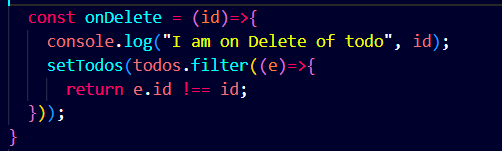 const onDelete = (id)=>{
console.log("I am on Delete of todo", id);
setTodos(todos.filter((e)=>{
return e.id !== id;
}));
}